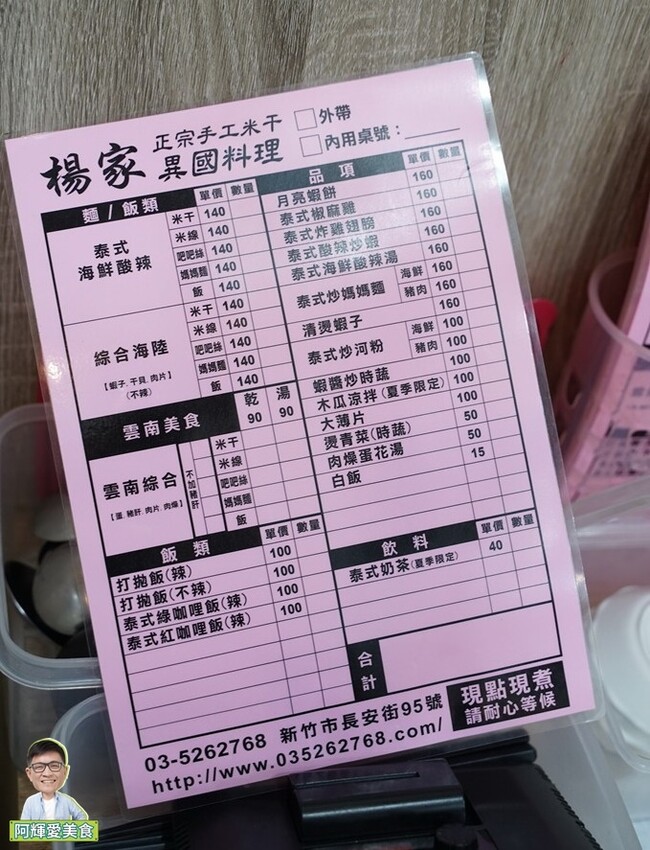 楊家 正宗手工米干
異國料理
□外帶
□內用桌號：______
麵/飯類 單價 數量
泰式
海鮮酸辣
米干 140
米線 140
吧吧絲 140
媽媽麵 140
飯 140
綜合海陸
【蝦子.干貝.肉片】
(不辣)
米干 140
米線 140
吧吧絲 140
媽媽麵 140
飯 140
雲南美食 乾 湯
90 90
雲南綜合
【蛋.豬肝.肉片.肉燥】
不加豬肝
米干
米線
吧吧絲
媽媽麵
飯
飯類 單價 數量
打拋飯(辣) 100
打拋飯(不辣) 100
泰式綠咖哩飯(辣) 100
泰式紅咖哩飯(辣) 100
品項 單價 數量
月亮蝦餅 160
泰式椒麻雞 160
泰式炸雞翅膀 160
泰式酸辣炒蝦 160
泰式海鮮酸辣湯 160
泰式炒媽媽麵 海鮮 160
豬肉 160
清燙蝦子 160
泰式炒河粉 海鮮 100
豬肉 100
蝦醬炒時蔬 100
木瓜涼拌(夏季限定) 100
大薄片 100
燙青菜(時蔬) 50
肉燥蛋花湯 50
白飯 15
飲料 單價 數量
泰式奶茶(夏季限定) 40
合計
03-5262768 新竹市長安街95號
http://www.035262768.com/
現點現煮
請耐心等候
阿輝愛美食